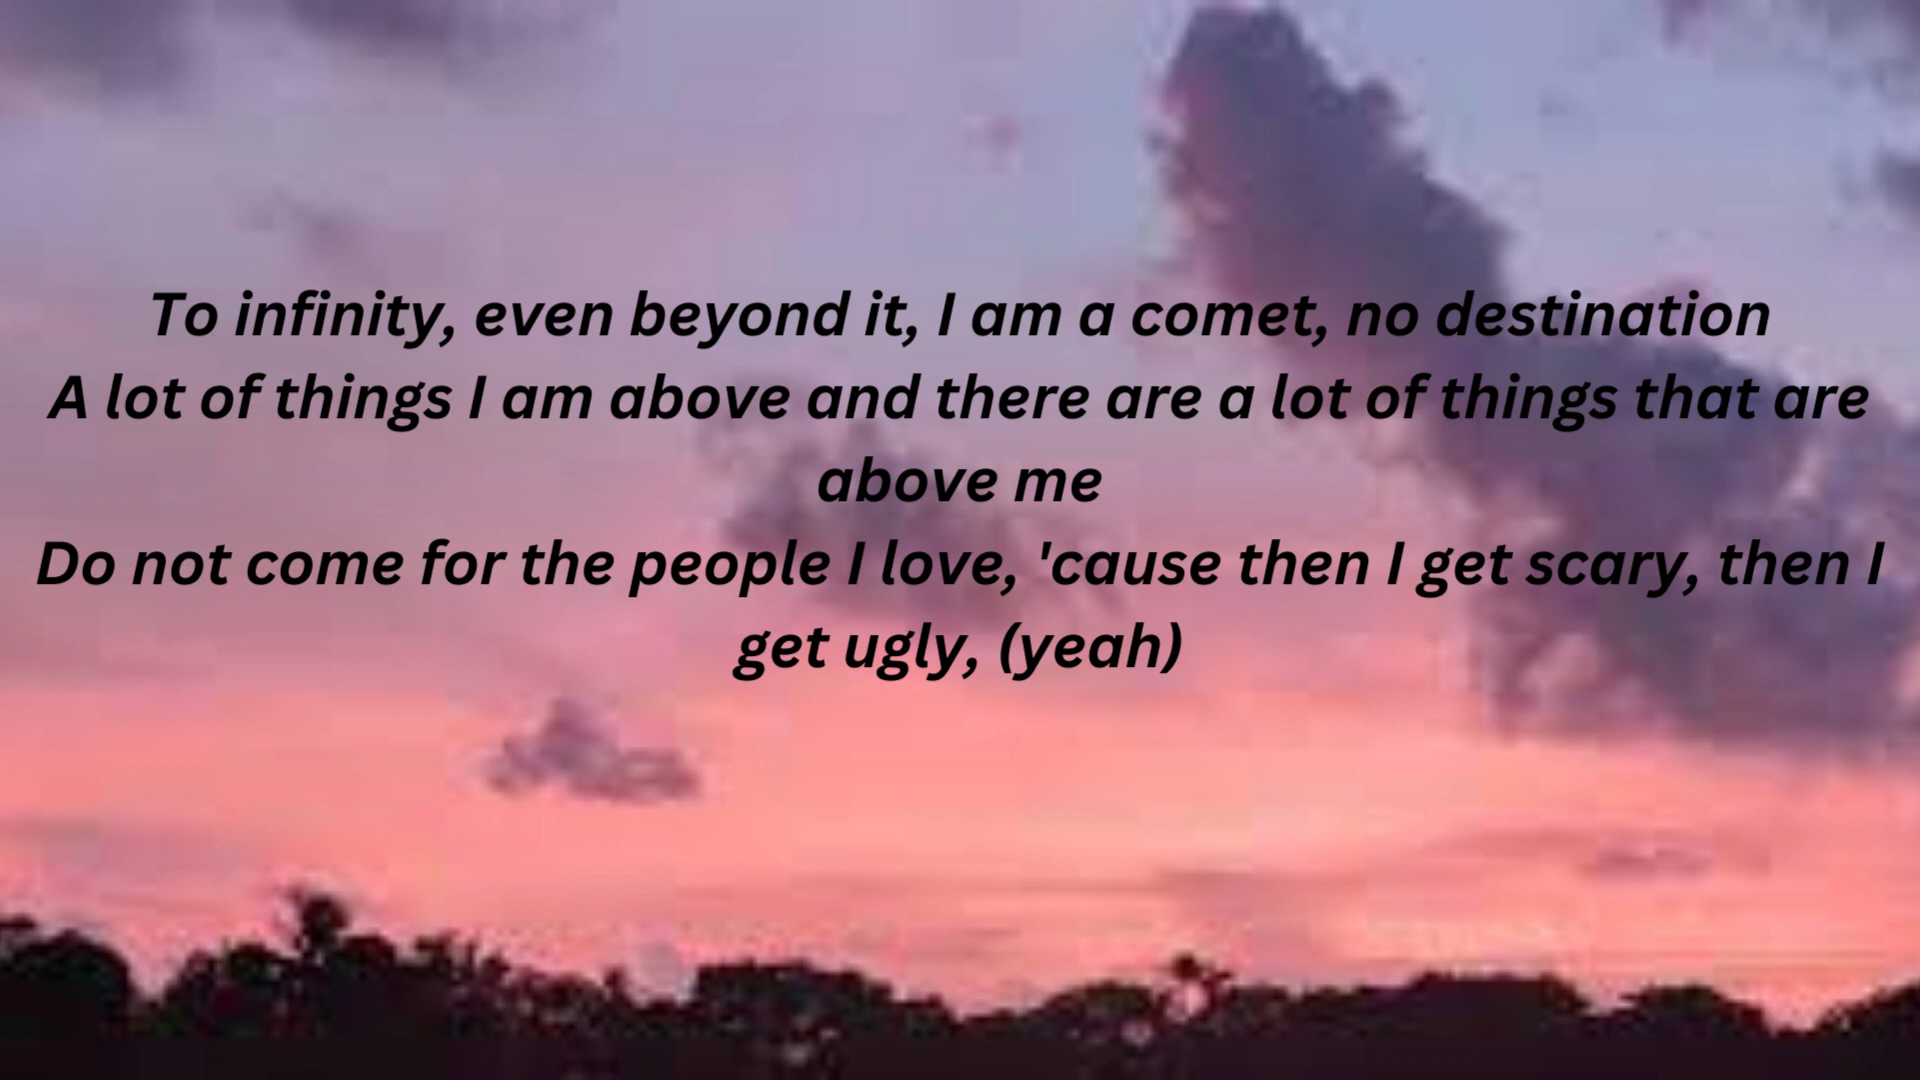 To infinity, even beyond it, I am a comet, no destination
A lot of things I am above and there are a lot of things that are
above me
Do not come for the people I love, 'cause then I get scary, then I
get ugly, (yeah)